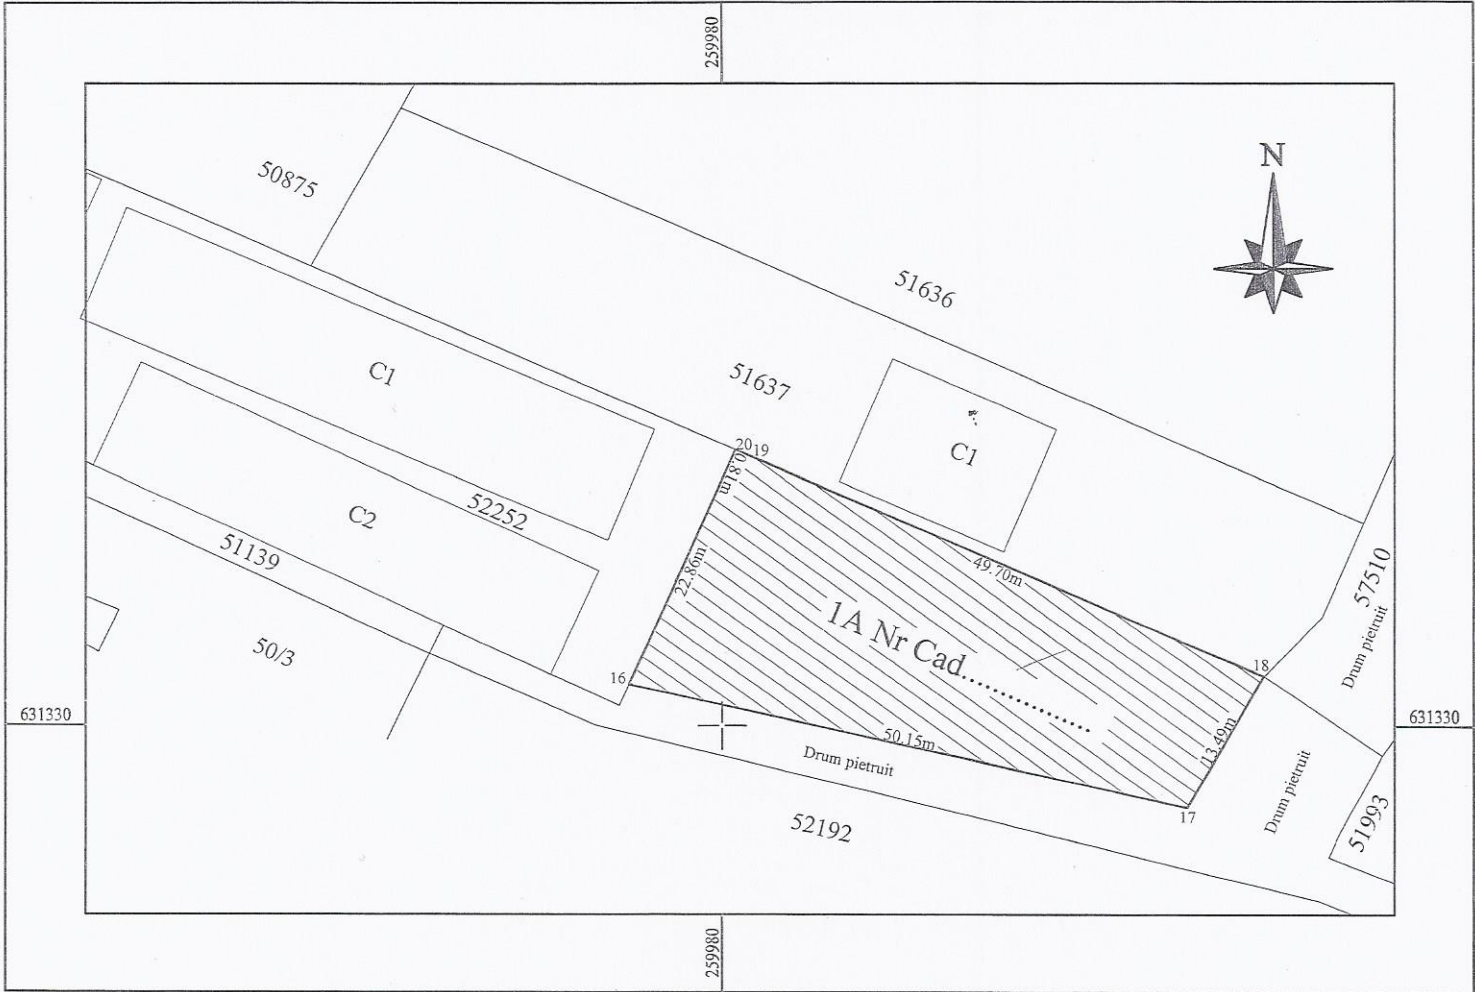 259980
N
50875
51636
C1
51637
2019
0.81m
C1
52252
C2
51139
22.86m
49.70m
57510
Drum pietruit
1A Nr Cad....................
50/3
16
18
631330
631330
50.15m
13.49m
Drum pietruit
Drum pietruit
17
52192
51993
259980